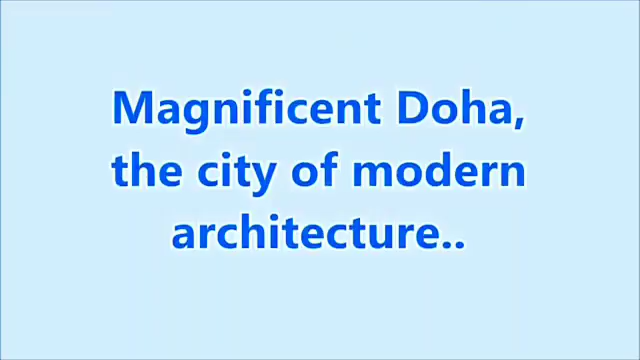 Magnificent Doha,
the city of modern
architecture..